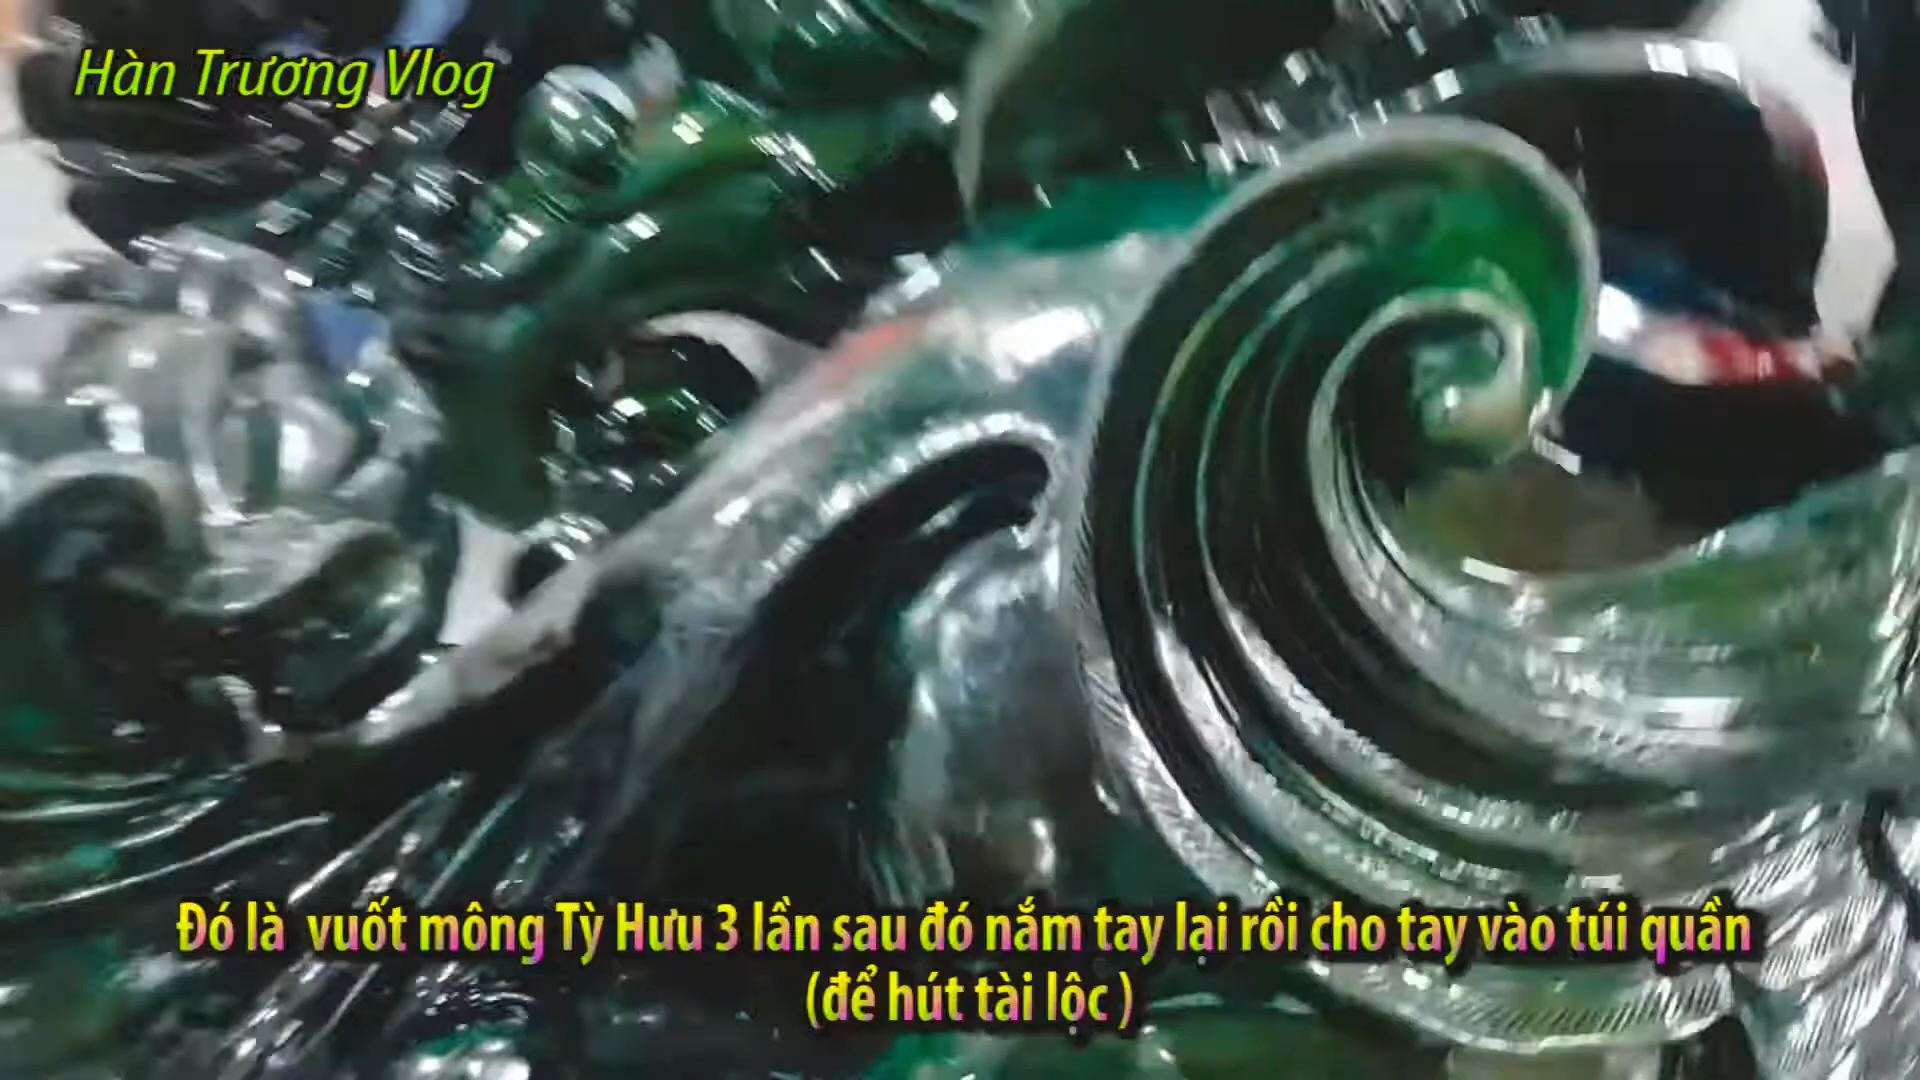 Hàn Trương Vlog
Đó là vuốt mông Tỳ Hưu 3 lần sau đó nắm tay lại rồi cho tay vào túi quần
(để hút tài lộc )